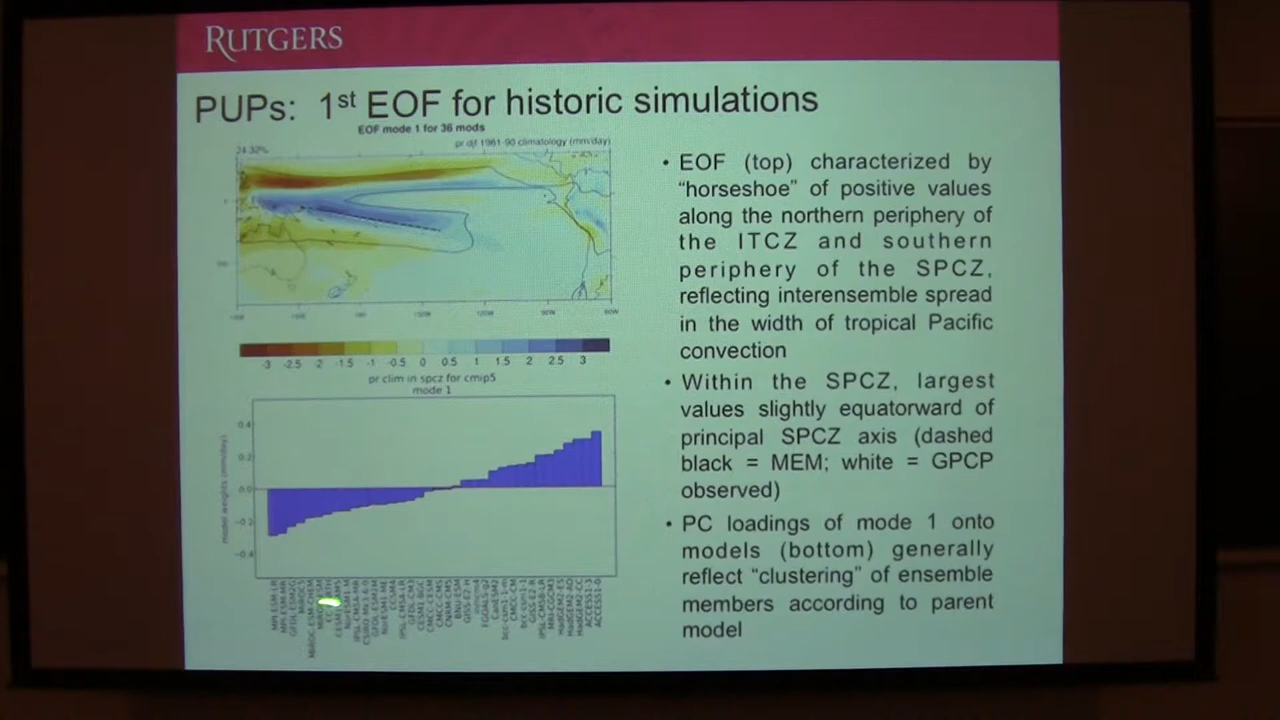 RUTGERS
PUPs: 1st EOF for historic simulations
EOF mode 1 for 36 mods
24.32%
pr djf 1961-90 climatology (mm/day)
-3 -2.5 -2 -1.5 -1 -0.5 0 0.5 1 1.5 2 2.5 3
pr clim in spcz for cmip5
mode 1
model weights (mm/day)
0.4
0.2
0.0
-0.2
-0.4
• EOF (top) characterized by
“horseshoe” of positive values
along the northern periphery of
the ITCZ and southern
periphery of the SPCZ,
reflecting interensemble spread
in the width of tropical Pacific
convection
• Within the SPCZ, largest
values slightly equatorward of
principal SPCZ axis (dashed
black = MEM; white = GPCP
observed)
• PC loadings of mode 1 onto
models (bottom) generally
reflect “clustering” of ensemble
members according to parent
model